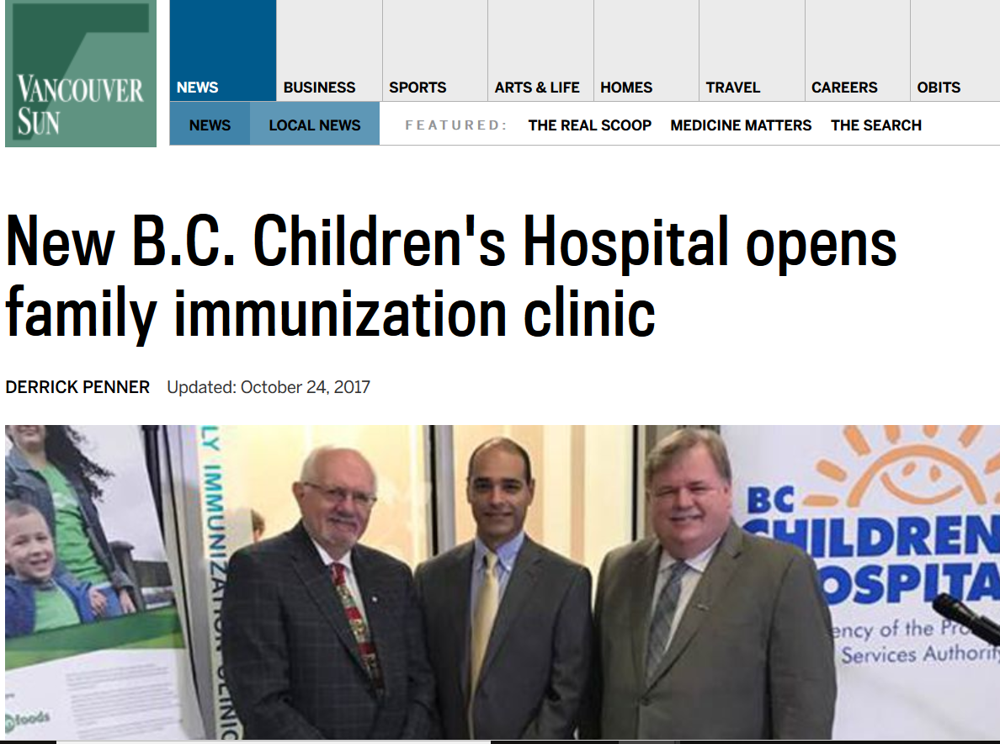 VANCOUVER
SUN
NEWS
BUSINESS
SPORTS
ARTS & LIFE
HOMES
TRAVEL
CAREERS
OBITS
NEWS
LOCAL NEWS
FEATURED:
THE REAL SCOOP
MEDICINE MATTERS
THE SEARCH
New B.C. Children's Hospital opens
family immunization clinic
DERRICK PENNER Updated: October 24, 2017
LY IMMUNIZATION CLINIC
BC
CHILDREN
OSPITA
ency of the Pro
Services Authority
foods